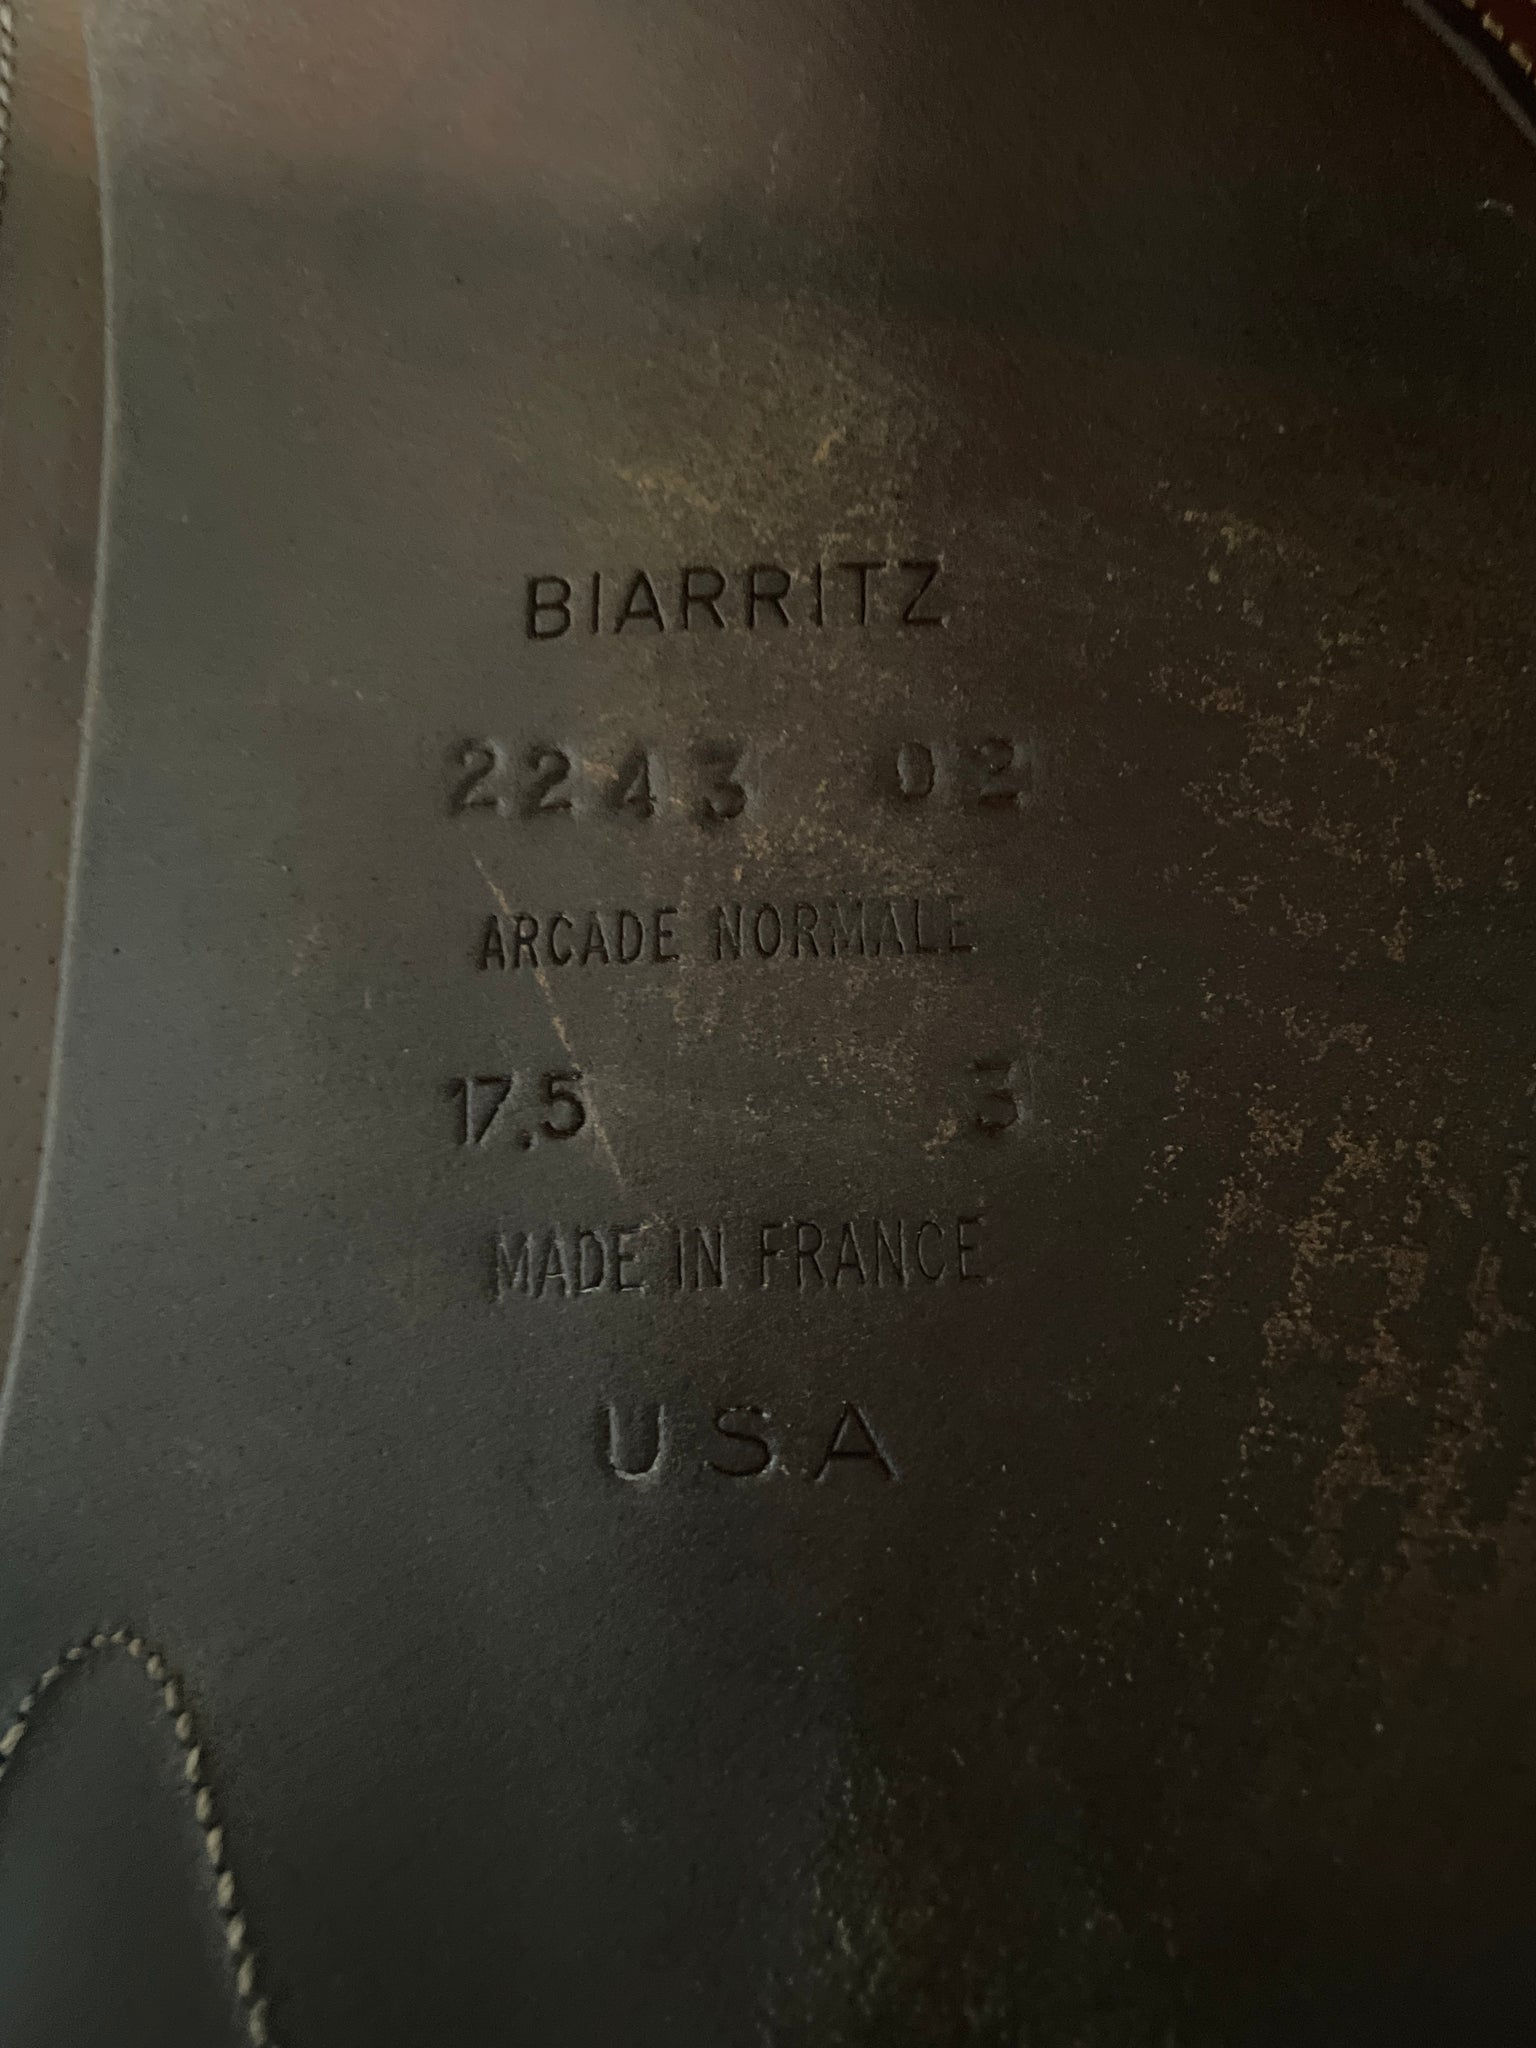 BIARRITZ
2243 02
ARCADE NORMALE
17,5 3
MADE IN FRANCE
USA